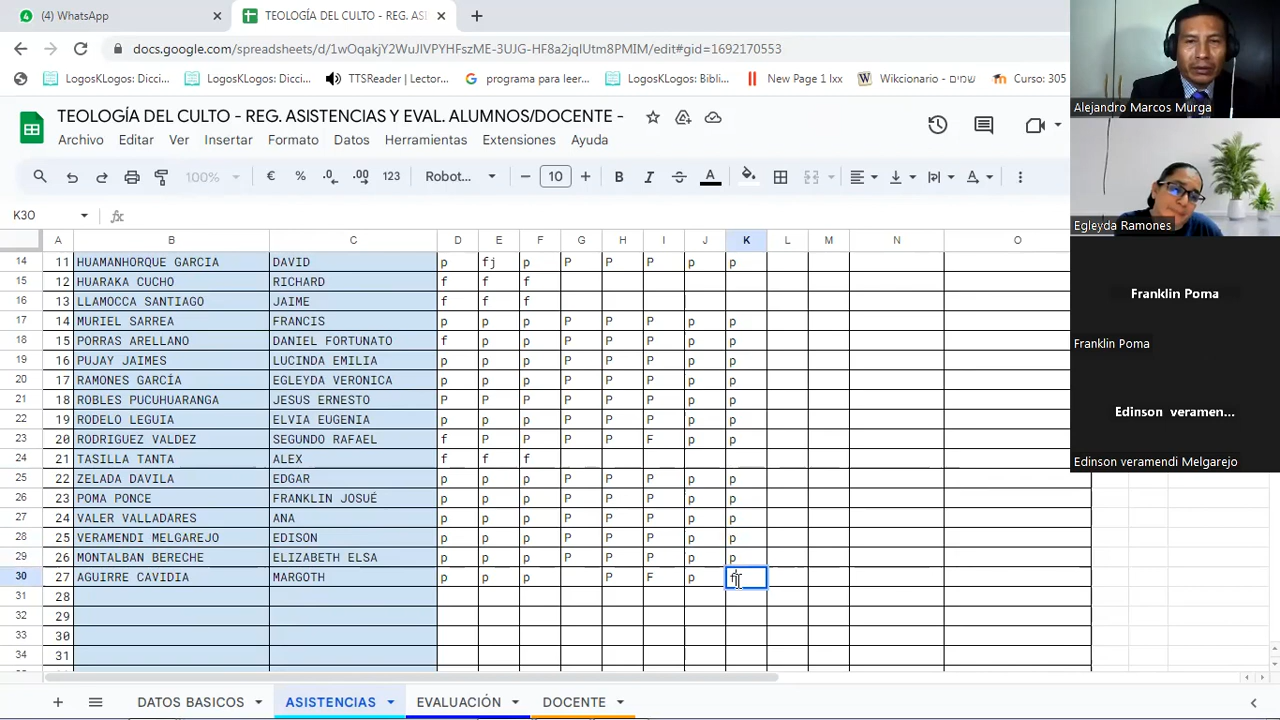 4 (4) WhatsApp TEOLOGÍA DEL CULTO - REG. ASI
docs.google.com/spreadsheets/d/1wOqakjY2WuJIVPYHFszME-3UJG-HF8a2jqlUtm8PMIM/edit#gid=1692170553
LogosKLogos: Dicci... LogosKLogos: Dicci... TTSReader | Lector... programa para leer... LogosKLogos: Bibli... New Page 1 lxx Wikcionario - שמים Curso: 305
TEOLOGÍA DEL CULTO - REG. ASISTENCIAS Y EVAL. ALUMNOS/DOCENTE -
Archivo Editar Ver Insertar Formato Datos Herramientas Extensiones Ayuda
100% € % .0 .00 123 Robot... 10 B I A
K30 fx
A B C D E F G H I J K L M N O
14 11 HUAMANHORQUE GARCIA DAVID p fj p P P P p p
15 12 HUARAKA CUCHO RICHARD f f f
16 13 LLAMOCCA SANTIAGO JAIME f f f
17 14 MURIEL SARREA FRANCIS p p p P P P p p
18 15 PORRAS ARELLANO DANIEL FORTUNATO f p p P P P p p
19 16 PUJAY JAIMES LUCINDA EMILIA p p p P P P p p
20 17 RAMONES GARCÍA EGLEYDA VERONICA p p p P P P p p
21 18 ROBLES PUCUHUARANGA JESUS ERNESTO P P P P P P p p
22 19 RODELO LEGUIA ELVIA EUGENIA p p p P P P p p
23 20 RODRIGUEZ VALDEZ SEGUNDO RAFAEL f P P P P F p p
24 21 TASILLA TANTA ALEX f f f
25 22 ZELADA DAVILA EDGAR p p p P P P p p
26 23 POMA PONCE FRANKLIN JOSUÉ p p p P P P p p
27 24 VALER VALLADARES ANA p p p P P P p p
28 25 VERAMENDI MELGAREJO EDISON p p p P P P p p
29 26 MONTALBAN BERECHE ELIZABETH ELSA p p p P P P p p
30 27 AGUIRRE CAVIDIA MARGOTH p p p P F p f
31 28
32 29
33 30
34 31
DATOS BASICOS ASISTENCIAS EVALUACIÓN DOCENTE
Alejandro Marcos Murga
Egleyda Ramones
Franklin Poma
Franklin Poma
Edinson veramen...
Edinson veramendi Melgarejo